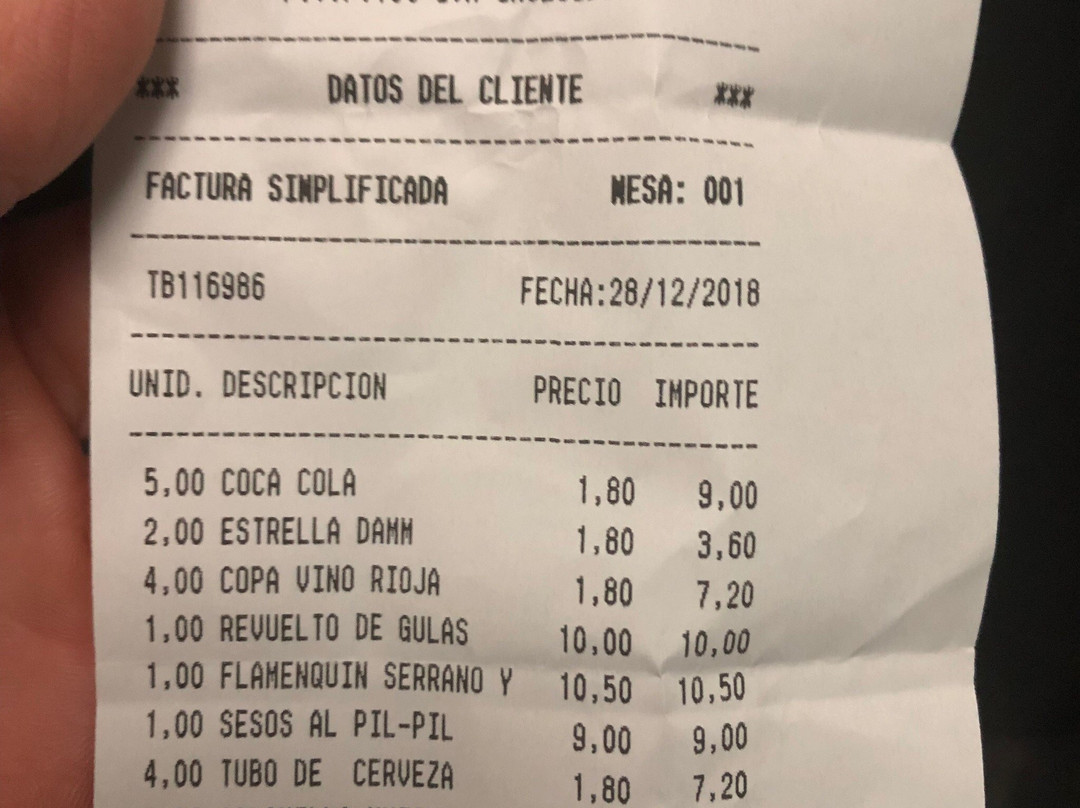 *** DATOS DEL CLIENTE ***
FACTURA SIMPLIFICADA MESA: 001
TB116986 FECHA:28/12/2018
UNID. DESCRIPCION PRECIO IMPORTE
5,00 COCA COLA 1,80 9,00
2,00 ESTRELLA DAMM 1,80 3,60
4,00 COPA VINO RIOJA 1,80 7,20
1,00 REVUELTO DE GULAS 10,00 10,00
1,00 FLAMENQUIN SERRANO Y 10,50 10,50
1,00 SESOS AL PIL-PIL 9,00 9,00
4,00 TUBO DE CERVEZA 1,80 7,20